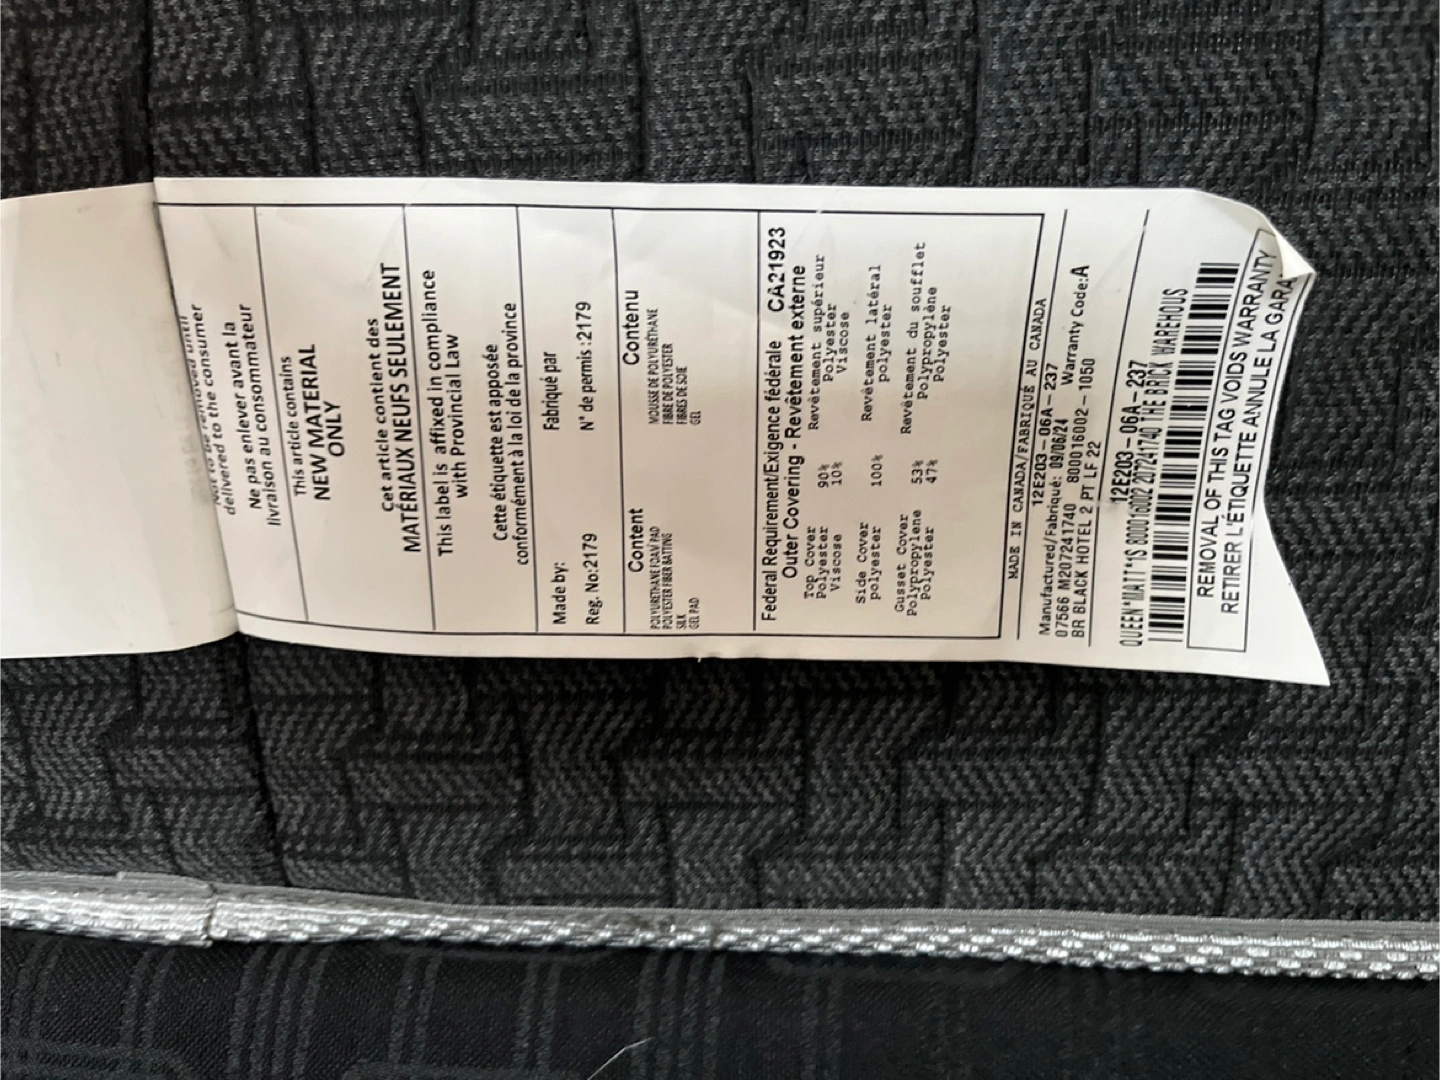 Not to be removed until
delivered to the consumer
Ne pas enlever avant la
livraison au consommateur
This article contains
NEW MATERIAL
ONLY
Cet article contient des
MATÉRIAUX NEUFS SEULEMENT
This label is affixed in compliance
with Provincial Law
Cette étiquette est apposée
conformément à la loi de la province
Made by: Fabriqué par
Reg. No:2179 N° de permis :2179
Content Contenu
POLYURETHANE FOAM PAD MOUSSE DE POLYURÉTHANE
POLYESTER FIBER BATTING FIBRE DE POLYESTER
SILK FIBRES DE SOIE
GEL PAD GEL
Federal Requirement/Exigence fédérale CA21923
Outer Covering - Revêtement externe
Top Cover Revêtement supérieur
Polyester 90% Polyester
Viscose 10% Viscose
Side Cover Revêtement latéral
polyester 100% polyester
Gusset Cover Revêtement du soufflet
Polypropylene 53% Polypropylène
Polyester 47% Polyester
MADE IN CANADA/FABRIQUÉ AU CANADA
12E203-06A-237
Manufactured/Fabriqué: 09/06/24 Warranty Code:A
07566 M207241740 800016002-1050
BR BLACK HOTEL 2 PT LF 22
12E203-06A-237
QUEEN*MATT*1S 800016002 207241740 THE BRICK WAREHOUS
REMOVAL OF THIS TAG VOIDS WARRANTY
RETIRER L'ÉTIQUETTE ANNULE LA GARA